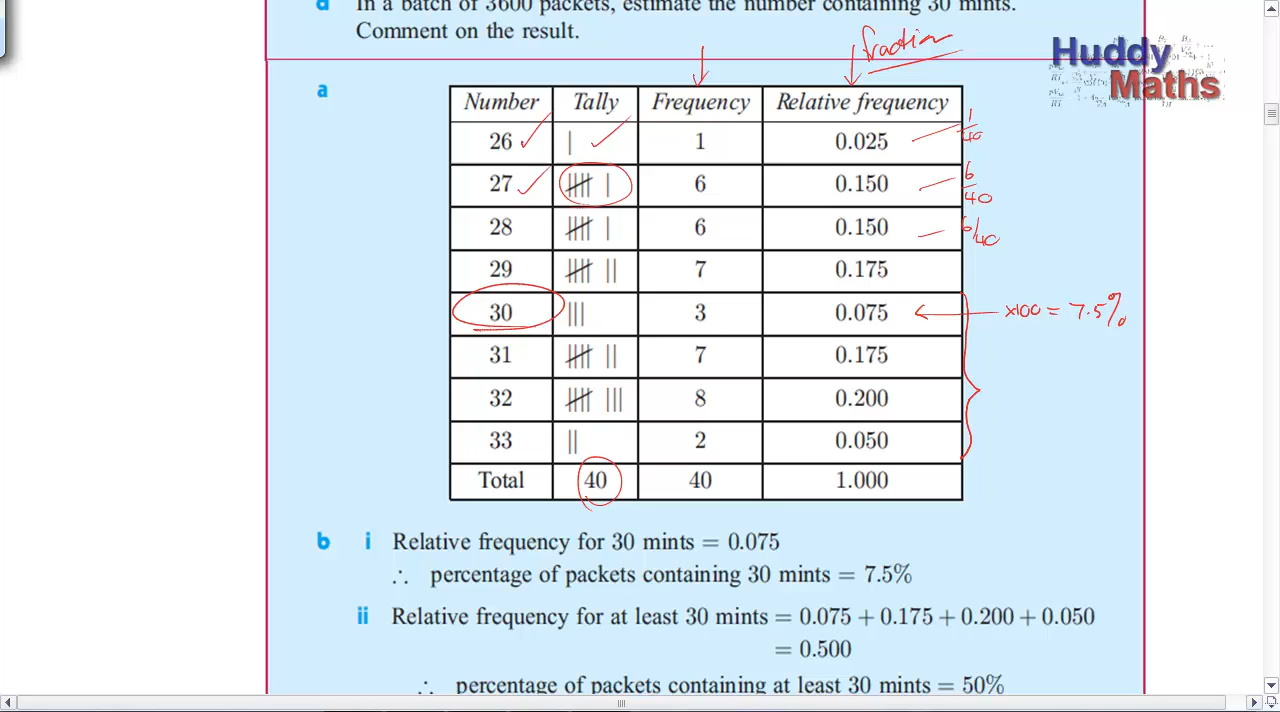 d In a batch of 3600 packets, estimate the number containing 30 mints.
Comment on the result.
fraction
Huddy
Maths
a
Number Tally Frequency Relative frequency
26 | 1 0.025 1/40
27 |||| | 6 0.150 6/40
28 |||| | 6 0.150 6/40
29 |||| || 7 0.175
30 ||| 3 0.075 x100 = 7.5%
31 |||| || 7 0.175
32 |||| ||| 8 0.200
33 || 2 0.050
Total 40 40 1.000
b i Relative frequency for 30 mints = 0.075
∴ percentage of packets containing 30 mints = 7.5%
ii Relative frequency for at least 30 mints = 0.075 + 0.175 + 0.200 + 0.050
= 0.500
∴ percentage of packets containing at least 30 mints = 50%